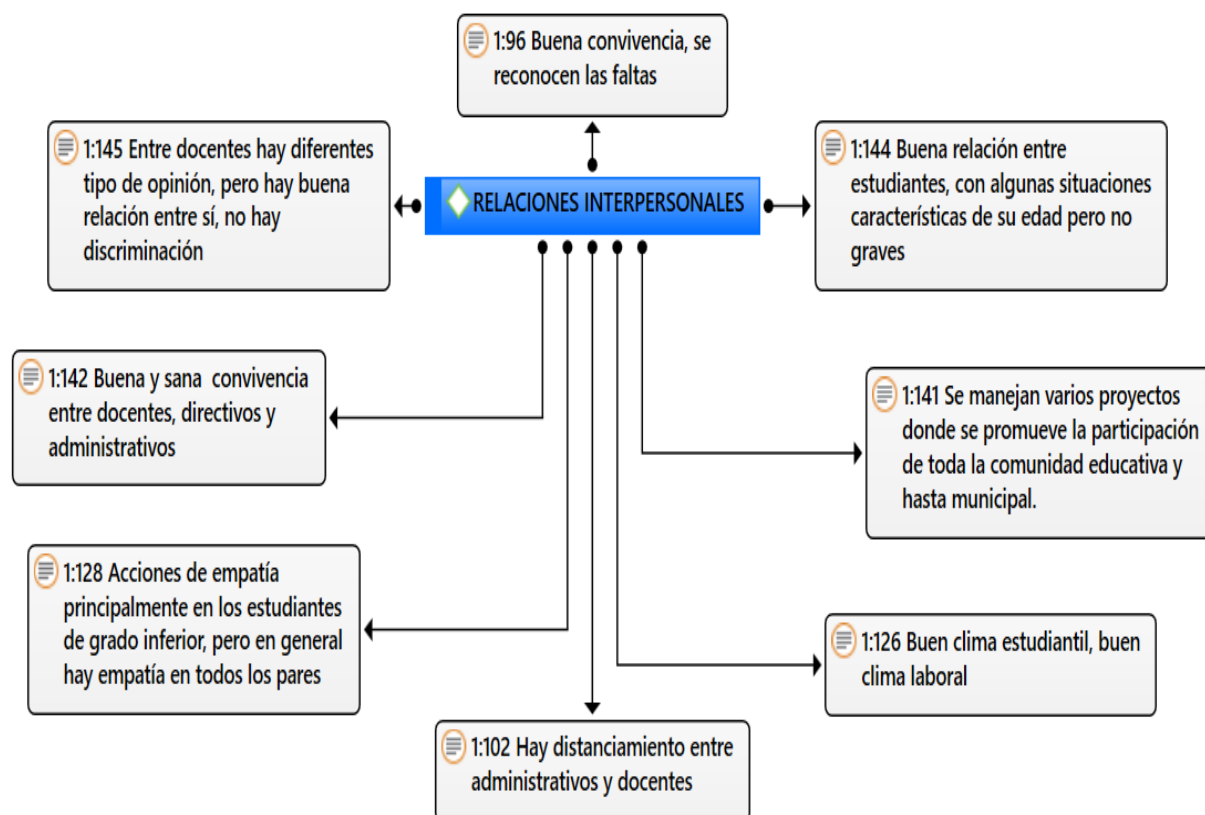 1:96 Buena convivencia, se
reconocen las faltas
1:145 Entre docentes hay diferentes
tipo de opinión, pero hay buena
relación entre sí, no hay
discriminación
RELACIONES INTERPERSONALES
1:144 Buena relación entre
estudiantes, con algunas situaciones
características de su edad pero no
graves
1:142 Buena y sana convivencia
entre docentes, directivos y
administrativos
1:141 Se manejan varios proyectos
donde se promueve la participación
de toda la comunidad educativa y
hasta municipal.
1:128 Acciones de empatía
principalmente en los estudiantes
de grado inferior, pero en general
hay empatía en todos los pares
1:126 Buen clima estudiantil, buen
clima laboral
1:102 Hay distanciamiento entre
administrativos y docentes